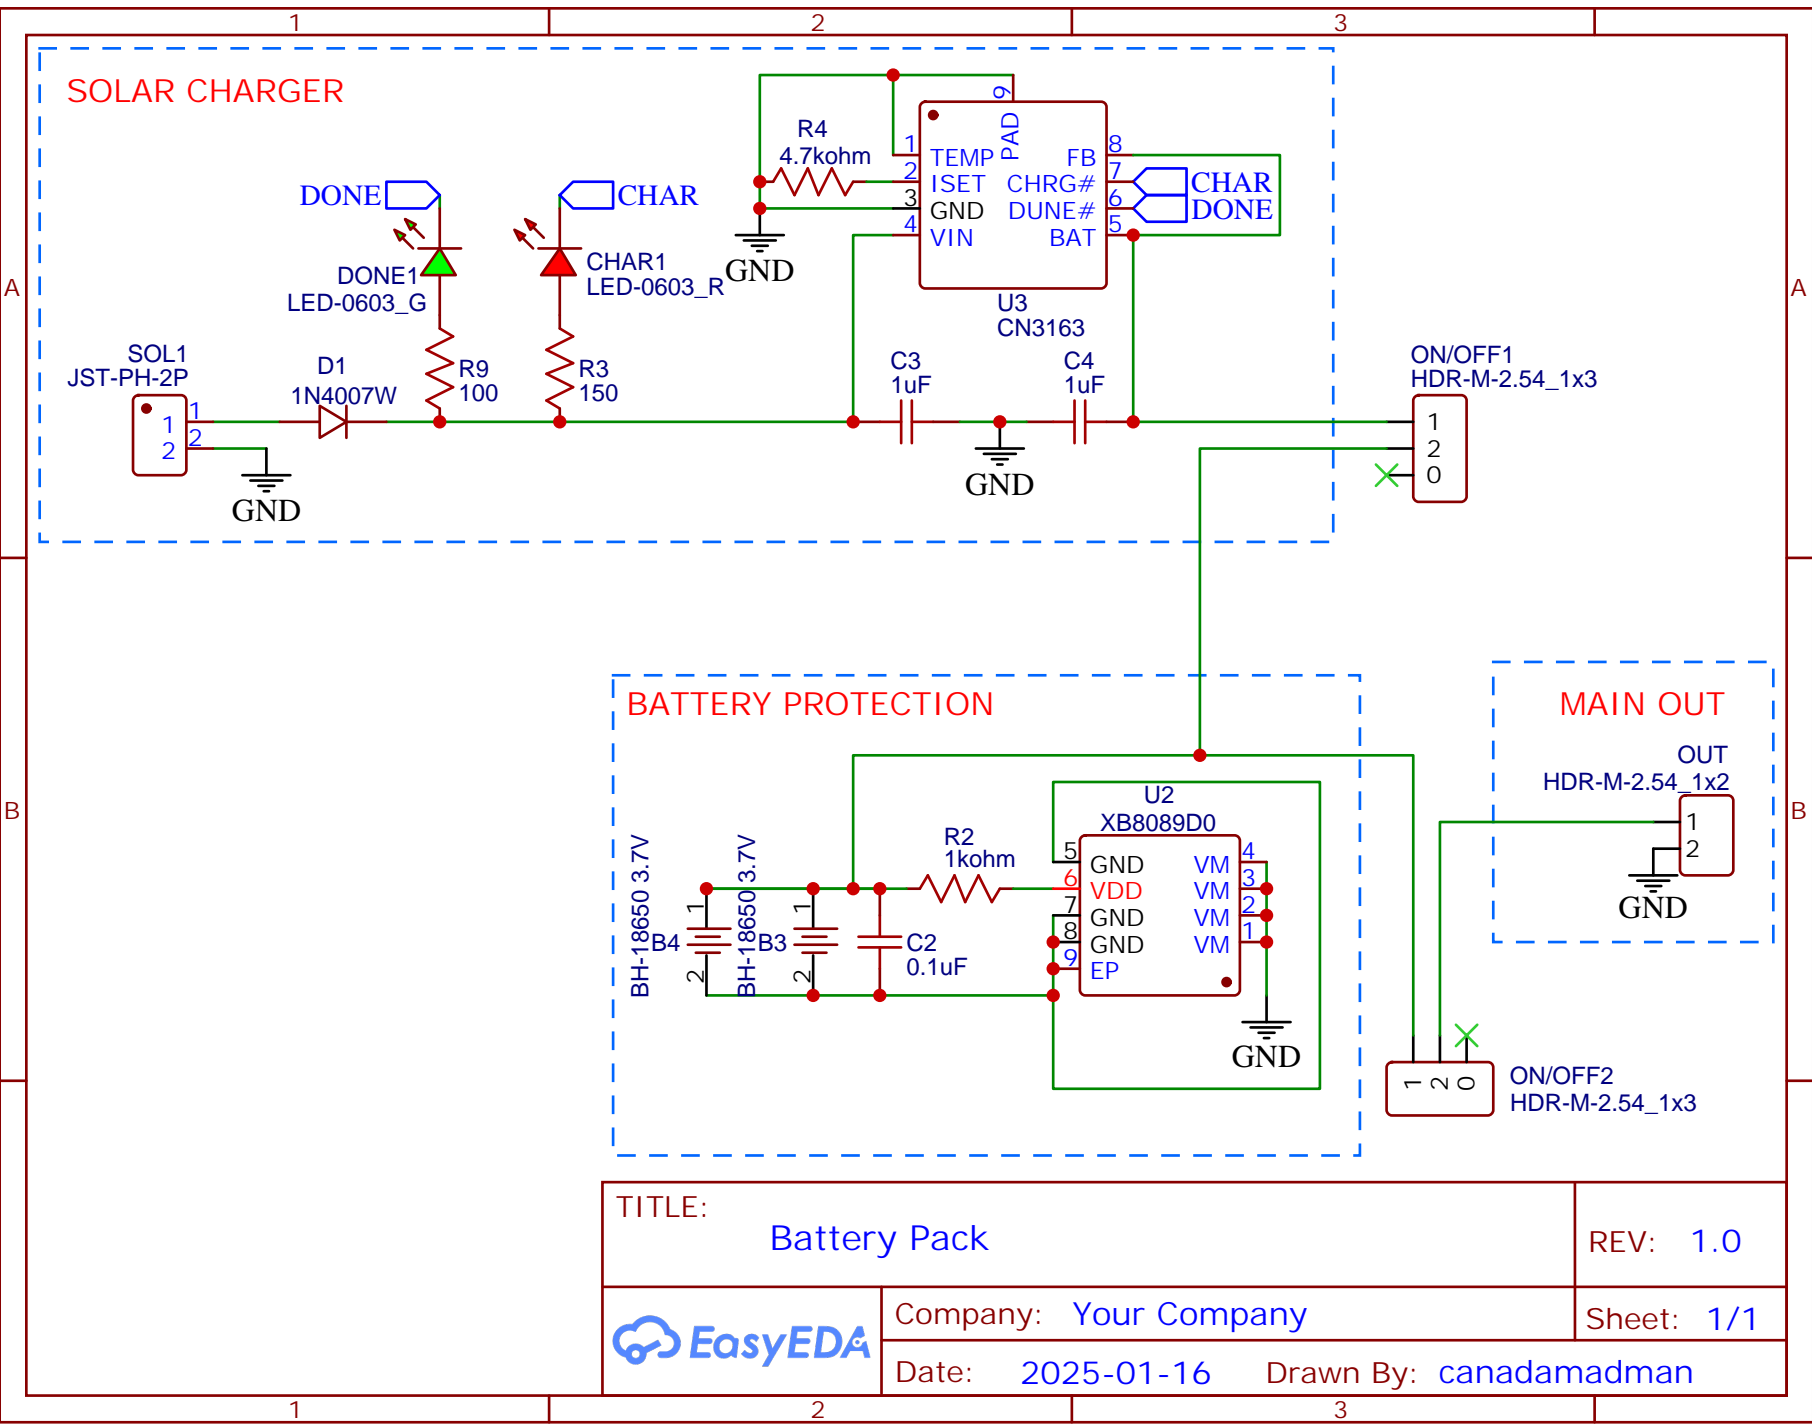 1
2
3
SOLAR CHARGER
9
PAD
R4
4.7kohm
1
2
3
4
TEMP
ISET
GND
VIN
FB
CHRG#
DUNE#
BAT
8
7
6
5
CHAR
DONE
DONE
CHAR
GND
DONE1
LED-0603_G
CHAR1
LED-0603_R
U3
CN3163
A
A
SOL1
JST-PH-2P
D1
1N4007W
R9
100
R3
150
C3
1uF
C4
1uF
ON/OFF1
HDR-M-2.54_1x3
1
2
1
2
1
2
0
GND
GND
BATTERY PROTECTION
MAIN OUT
OUT
HDR-M-2.54_1x2
1
2
GND
B
B
U2
XB8089D0
R2
1kohm
BH-18650 3.7V
B4
1
2
BH-18650 3.7V
B3
1
2
C2
0.1uF
5
6
7
8
9
GND
VDD
GND
GND
EP
VM
VM
VM
VM
4
3
2
1
GND
1
2
0
ON/OFF2
HDR-M-2.54_1x3
TITLE:
Battery Pack
REV: 1.0
EasyEDA
Company: Your Company
Sheet: 1/1
Date: 2025-01-16
Drawn By: canadamadman
1
2
3